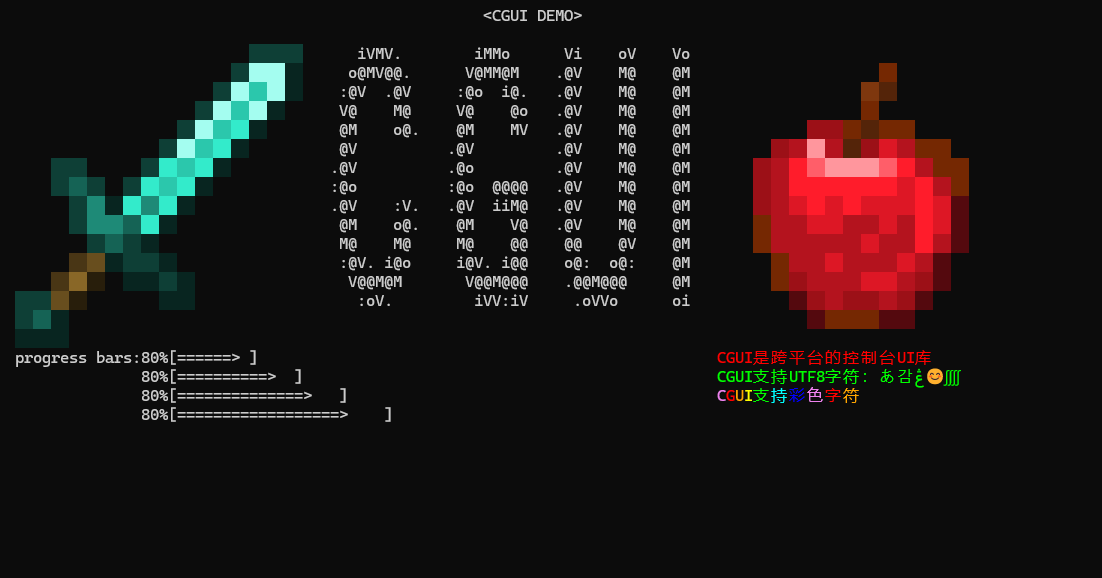 <CGUI DEMO>
  iVMV.        iMMo      Vi    oV    Vo
 o@MV@@.      V@MM@M    .@V    M@    @M
:@V  .@V     :@o  i@.   .@V    M@    @M
V@    M@     V@    @o   .@V    M@    @M
@M    o@.    @M    MV   .@V    M@    @M
@V          .@V         .@V    M@    @M
.@V          .@o         .@V    M@    @M
:@o          :@o  @@@@   .@V    M@    @M
.@V    :V.   .@V  iiM@   .@V    M@    @M
@M    o@.    @M    V@   .@V    M@    @M
M@    M@     M@    @@    @@    @V    @M
:@V. i@o     i@V. i@@    o@:  o@:    @M
V@@M@M       V@@M@@@    .@@M@@@     @M
:oV.         iVV:iV     .oVVo      oi
progress bars:80%[======> ]
80%[==========>  ]
80%[==============>   ]
80%[==================>    ]
CGUI是跨平台的控制台UI库
CGUI支持UTF8字符: あ감غ😊∰
CGUI支持彩色字符